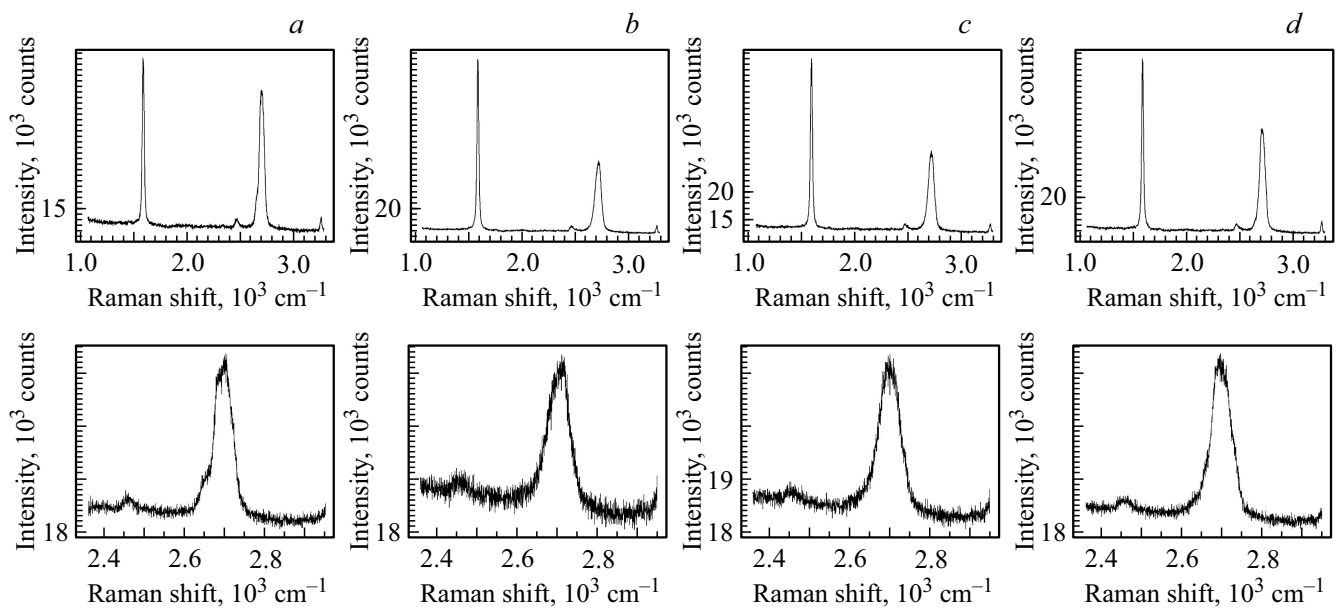 a
b
c
d
Intensity, 10³ counts
15
1.0 2.0 3.0
Raman shift, 10³ cm⁻¹
Intensity, 10³ counts
20
1.0 2.0 3.0
Raman shift, 10³ cm⁻¹
Intensity, 10³ counts
20
15
1.0 2.0 3.0
Raman shift, 10³ cm⁻¹
Intensity, 10³ counts
20
1.0 2.0 3.0
Raman shift, 10³ cm⁻¹
Intensity, 10³ counts
18
2.4 2.6 2.8
Raman shift, 10³ cm⁻¹
Intensity, 10³ counts
18
2.4 2.6 2.8
Raman shift, 10³ cm⁻¹
Intensity, 10³ counts
19
18
2.4 2.6 2.8
Raman shift, 10³ cm⁻¹
Intensity, 10³ counts
18
2.4 2.6 2.8
Raman shift, 10³ cm⁻¹